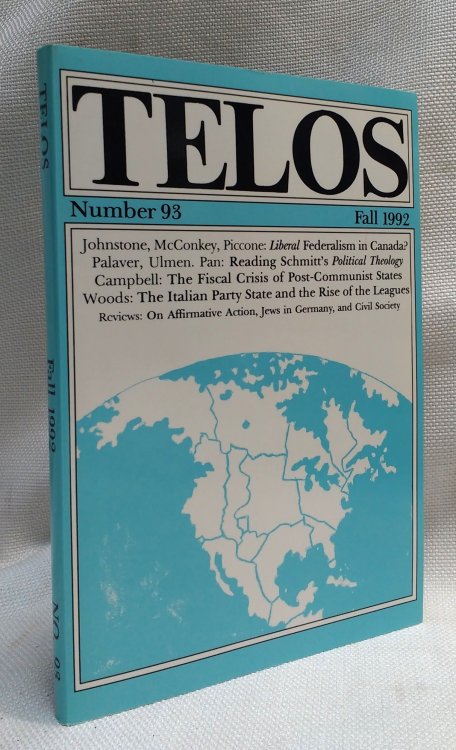 TELOS
Number 93
Fall 1992
Johnstone, McConkey, Piccone: Liberal Federalism in Canada?
Palaver, Ulmen. Pan: Reading Schmitt's Political Theology
Campbell: The Fiscal Crisis of Post-Communist States
Woods: The Italian Party State and the Rise of the Leagues
Reviews: On Affirmative Action, Jews in Germany, and Civil Society
TELOS
Fall 1992
NO. 93